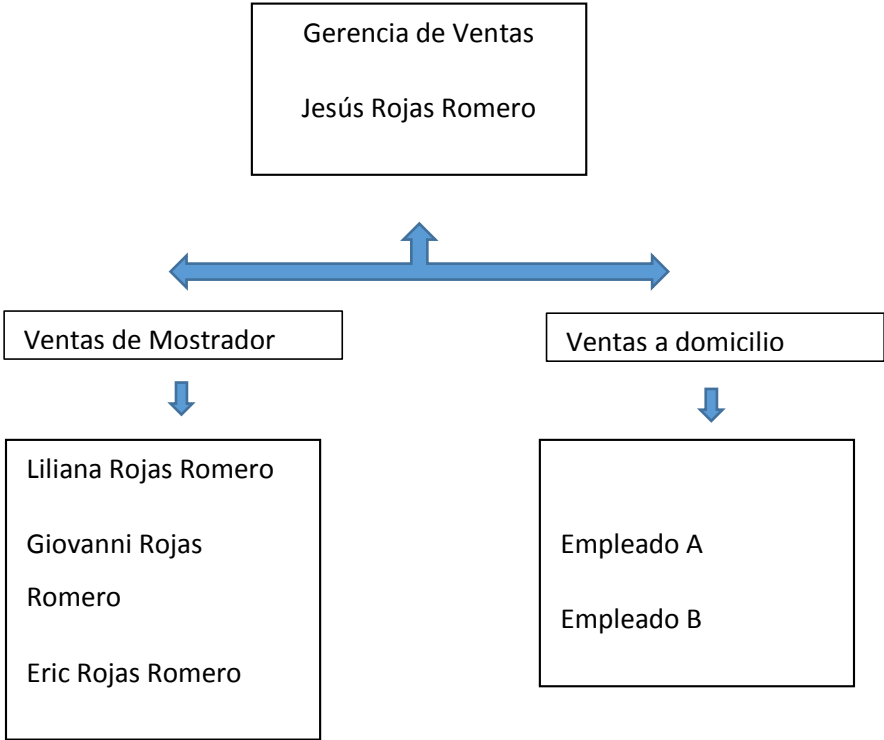 Gerencia de Ventas
Jesús Rojas Romero
Ventas de Mostrador
Ventas a domicilio
Liliana Rojas Romero
Giovanni Rojas
Romero
Eric Rojas Romero
Empleado A
Empleado B